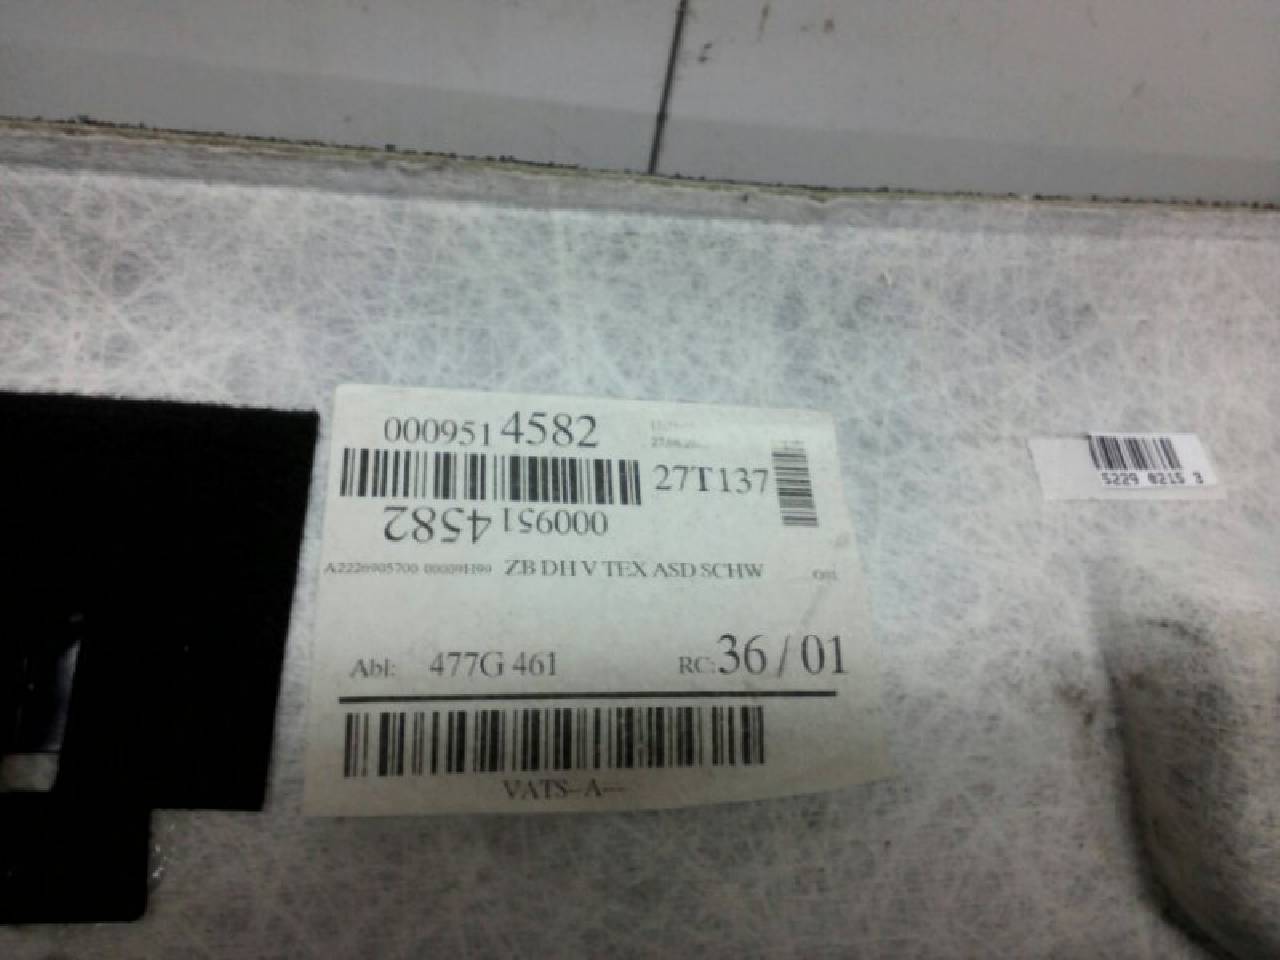 0009514582
27T137
0009514582
A2226905700 00009H99 ZB DH V TEX ASD SCHW
Abl: 477G 461 RC: 36 / 01
VATS-A--
5229 0215 3